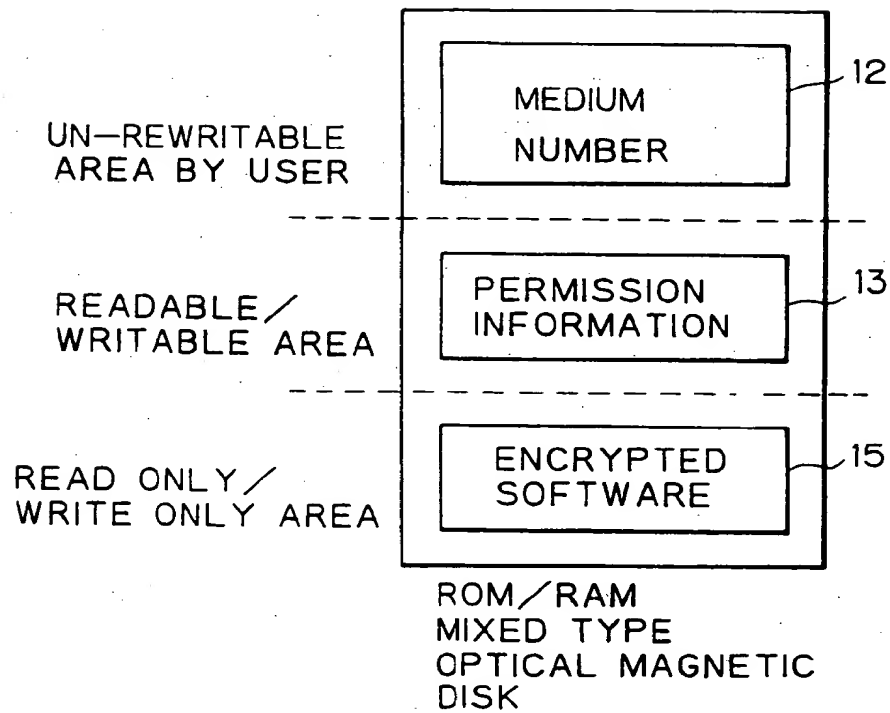 MEDIUM
NUMBER
12
UN-REWRITABLE
AREA BY USER
PERMISSION
INFORMATION
13
READABLE/
WRITABLE AREA
ENCRYPTED
SOFTWARE
15
READ ONLY/
WRITE ONLY AREA
ROM/RAM
MIXED TYPE
OPTICAL MAGNETIC
DISK